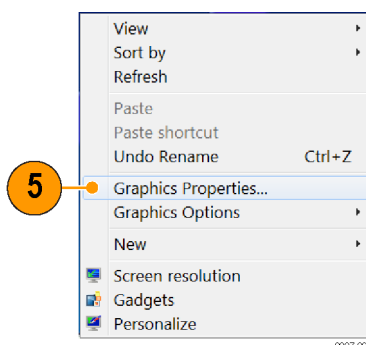 View
Sort by
Refresh
Paste
Paste shortcut
Undo Rename Ctrl+Z
5
Graphics Properties...
Graphics Options
New
Screen resolution
Gadgets
Personalize